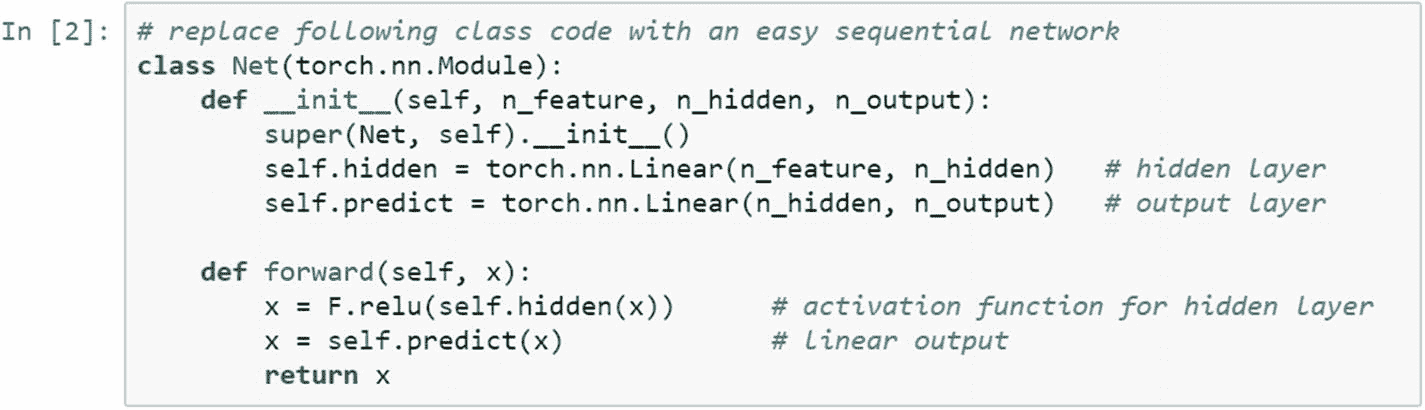 In [2]: # replace following class code with an easy sequential network
class Net(torch.nn.Module):
    def __init__(self, n_feature, n_hidden, n_output):
        super(Net, self).__init__()
        self.hidden = torch.nn.Linear(n_feature, n_hidden)   # hidden layer
        self.predict = torch.nn.Linear(n_hidden, n_output)   # output layer

    def forward(self, x):
        x = F.relu(self.hidden(x))      # activation function for hidden layer
        x = self.predict(x)             # linear output
        return x